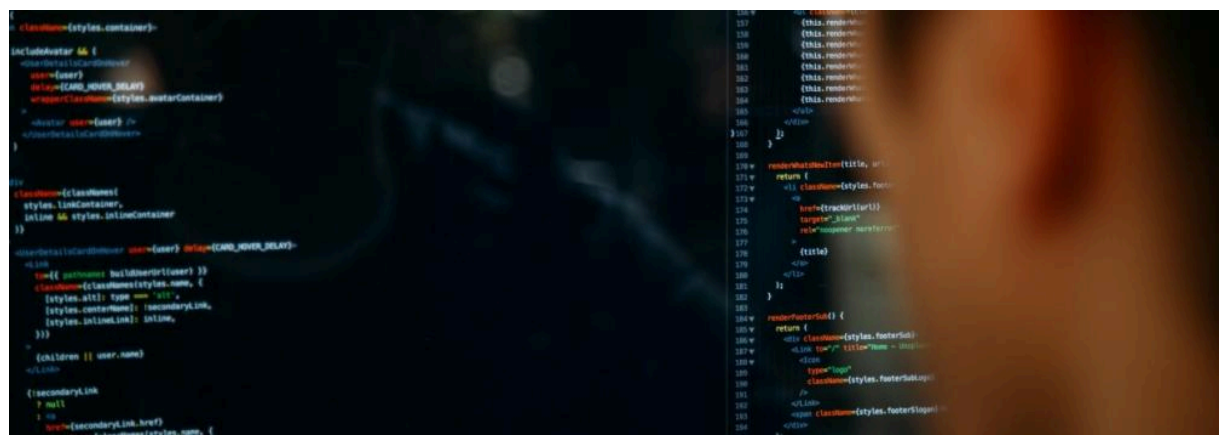 {
className={styles.container}>
includeAvatar && (
<UserDetailsCardOnHover
user={user}
delay={CARD_HOVER_DELAY}
wrapperClassName={styles.avatarContainer}
>
<Avatar user={user} />
</UserDetailsCardOnHover>
)
className={classNames(
styles.linkContainer,
inline && styles.inlineContainer
)}
<UserDetailsCardOnHover user={user} delay={CARD_HOVER_DELAY}>
<Link
to={{ pathname: buildUserUrl(user) }}
className={classNames(styles.name, {
[styles.alt]: type === 'alt',
[styles.centerName]: !secondaryLink,
[styles.inlineLink]: inline,
})}
>
{children || user.name}
</Link>
{!secondaryLink
? null
: <a
href={secondaryLink.href}
157 {this.render
158 {this.render
159 {this.render
160 {this.render
161 {this.render
162 {this.render
163 {this.render
164 {this.render
165 </ul>
166 </div>
167 );
168 }
169
170 renderWhatsNewItem(title,
171 return (
172 <li className={styles.foote
173 <a
174 href={trackUrl(url)}
175 target="_blank"
176 rel="noopener noreferrer"
177 >
178 {title}
179 </a>
180 </li>
181 );
182 }
183
184 renderFooterSub() {
185 return (
186 <div className={styles.footerSub}>
187 <Link to="/" title="Home
188 <Icon
189 type="logo"
190 className={styles.footerSubLogo}
191 />
192 </Link>
193 <span className={styles.footerSlogan}
194 </div>